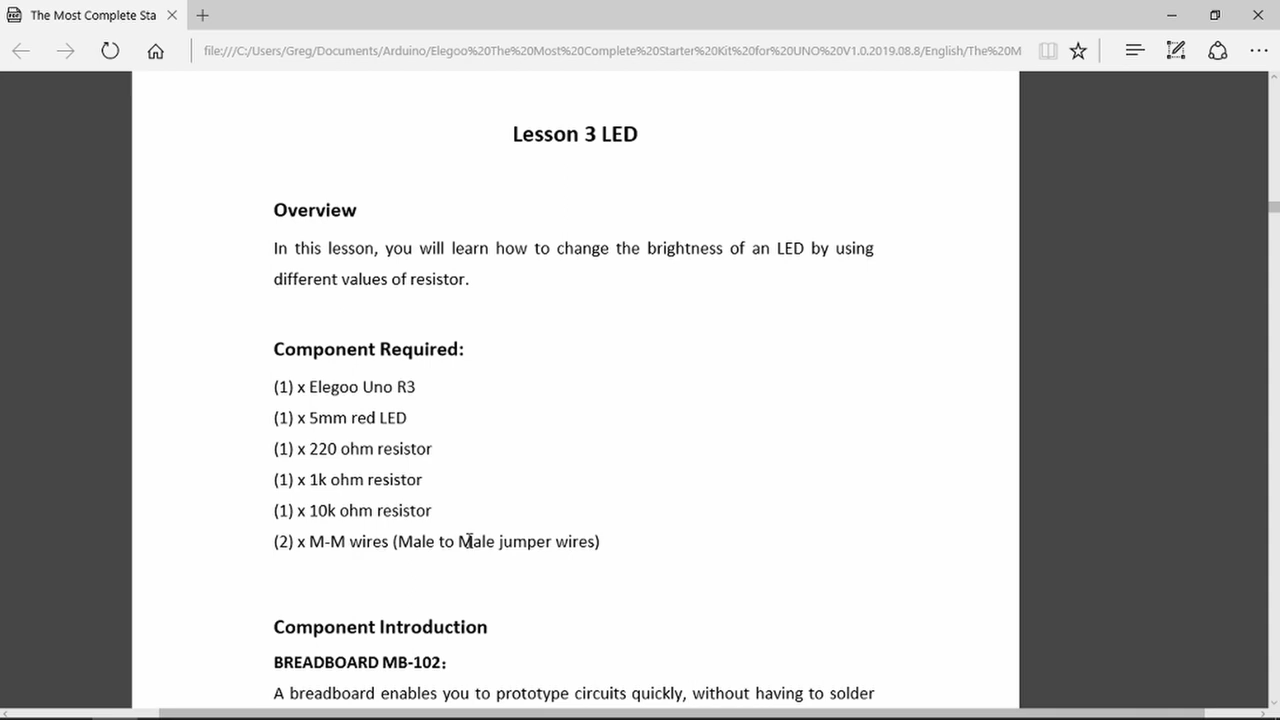 The Most Complete Sta
file:///C:/Users/Greg/Documents/Arduino/Elegoo%20The%20Most%20Complete%20Starter%20Kit%20for%20UNO%20V1.0.2019.08.8/English/The%20M
Lesson 3 LED
Overview
In this lesson, you will learn how to change the brightness of an LED by using
different values of resistor.
Component Required:
(1) x Elegoo Uno R3
(1) x 5mm red LED
(1) x 220 ohm resistor
(1) x 1k ohm resistor
(1) x 10k ohm resistor
(2) x M-M wires (Male to Male jumper wires)
Component Introduction
BREADBOARD MB-102:
A breadboard enables you to prototype circuits quickly, without having to solder